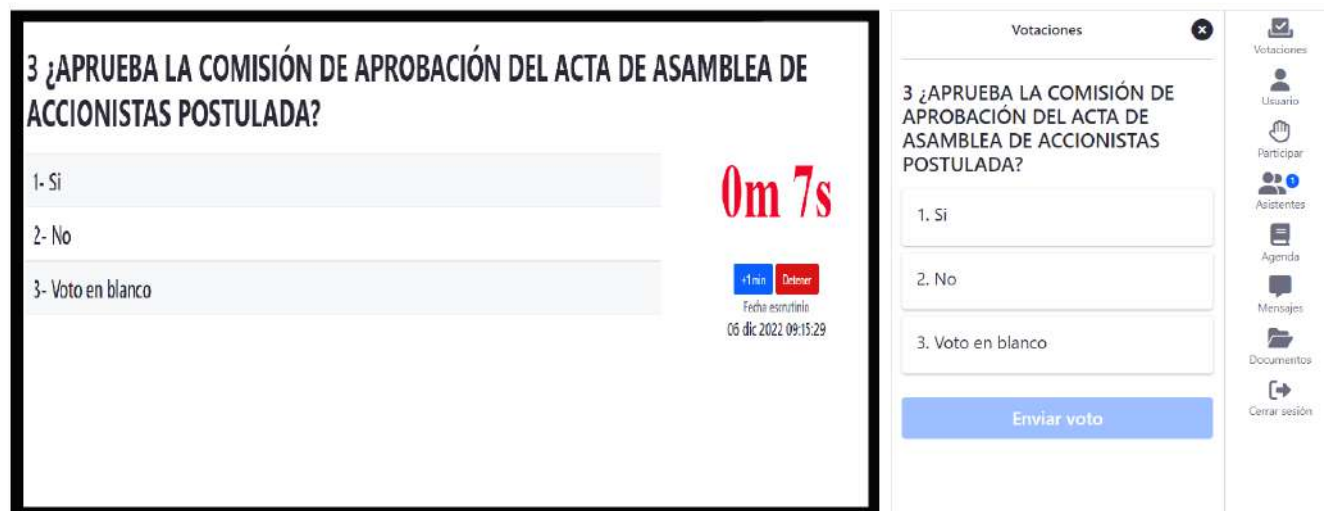 3 ¿APRUEBA LA COMISIÓN DE APROBACIÓN DEL ACTA DE ASAMBLEA DE
ACCIONISTAS POSTULADA?
1- Si
2- No
3- Voto en blanco
0m 7s
+1 min
Detener
Fecha escrutinio
06 dic 2022 09:15:29
Votaciones
3 ¿APRUEBA LA COMISIÓN DE
APROBACIÓN DEL ACTA DE
ASAMBLEA DE ACCIONISTAS
POSTULADA?
1. Si
2. No
3. Voto en blanco
Enviar voto
Votaciones
Usuario
Participar
1
Asistentes
Agenda
Mensajes
Documentos
Cerrar sesión